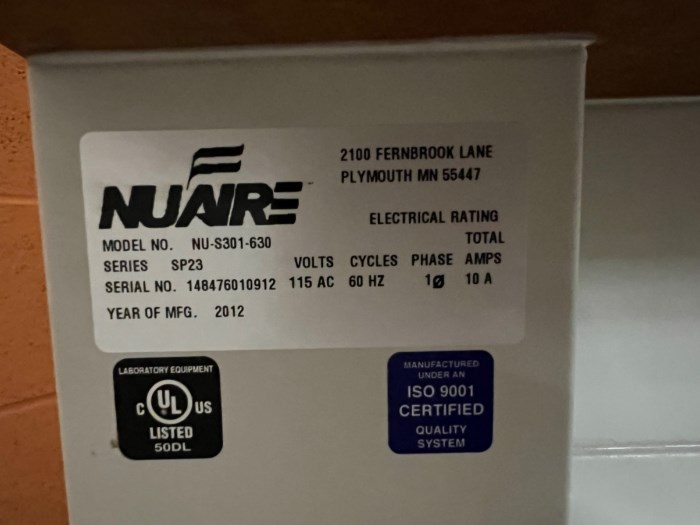 NUAIRE
2100 FERNBROOK LANE
PLYMOUTH MN 55447
ELECTRICAL RATING
MODEL NO. NU-S301-630
TOTAL
SERIES SP23 VOLTS CYCLES PHASE AMPS
SERIAL NO. 148476010912 115 AC 60 HZ 1Ø 10 A
YEAR OF MFG. 2012
LABORATORY EQUIPMENT
C UL US
LISTED
50DL
MANUFACTURED
UNDER AN
ISO 9001
CERTIFIED
QUALITY
SYSTEM